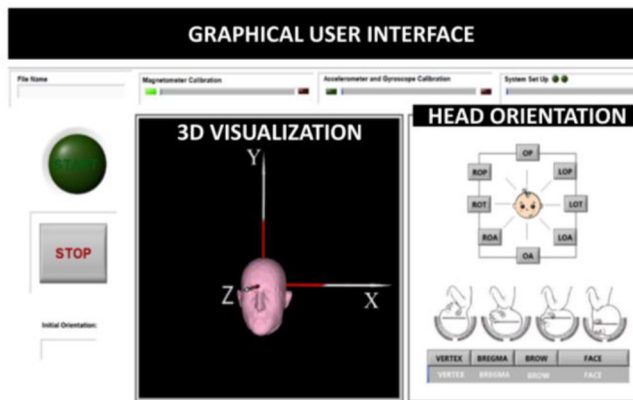 GRAPHICAL USER INTERFACE
File Name
Magnetometer Calibration
Accelerometer and Gyroscope Calibration
System Set Up
START
STOP
Initial Orientation:
3D VISUALIZATION
Y
Z
X
HEAD ORIENTATION
OP
ROP
LOP
ROT
LOT
ROA
LOA
OA
VERTEX BREGMA BROW FACE
VERTEX BREGMA BROW FACE